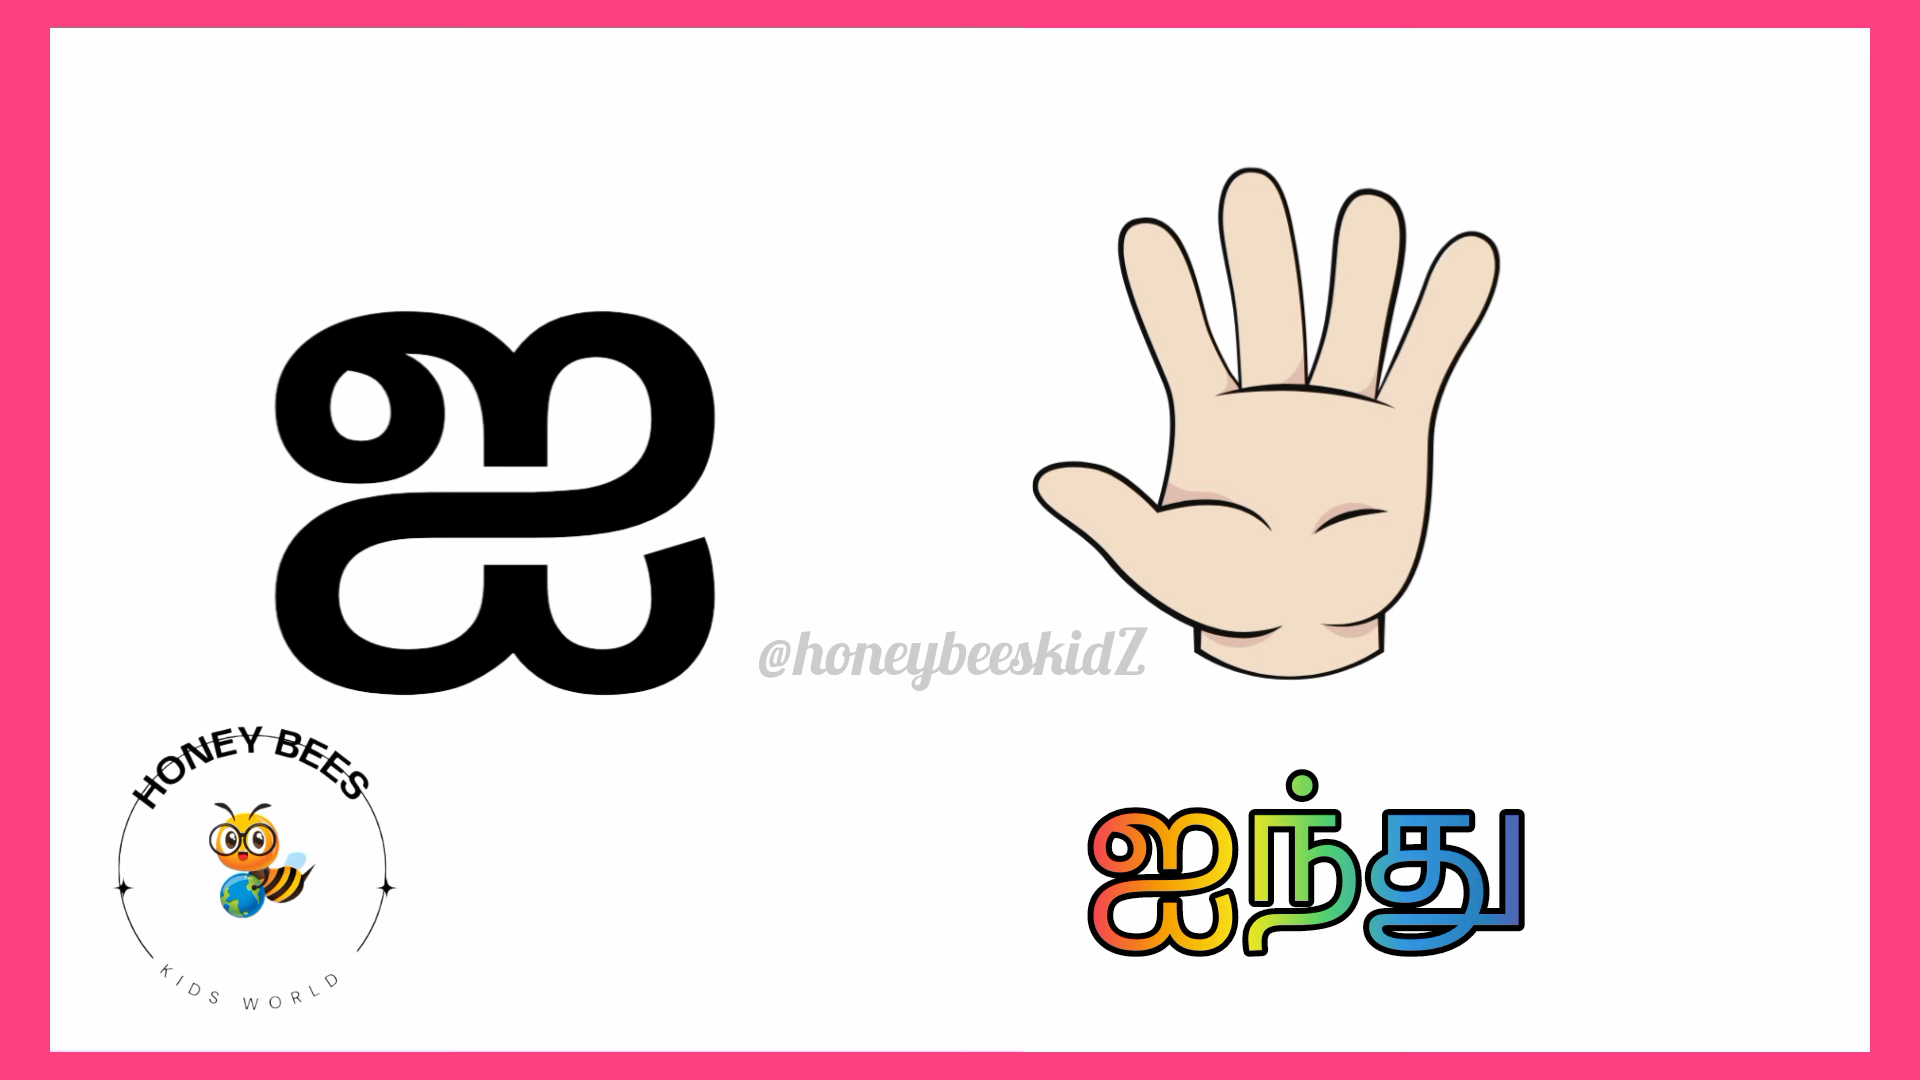 ஐ
@honeybeeskidZ
HONEY BEES
KIDS WORLD
ஐந்து